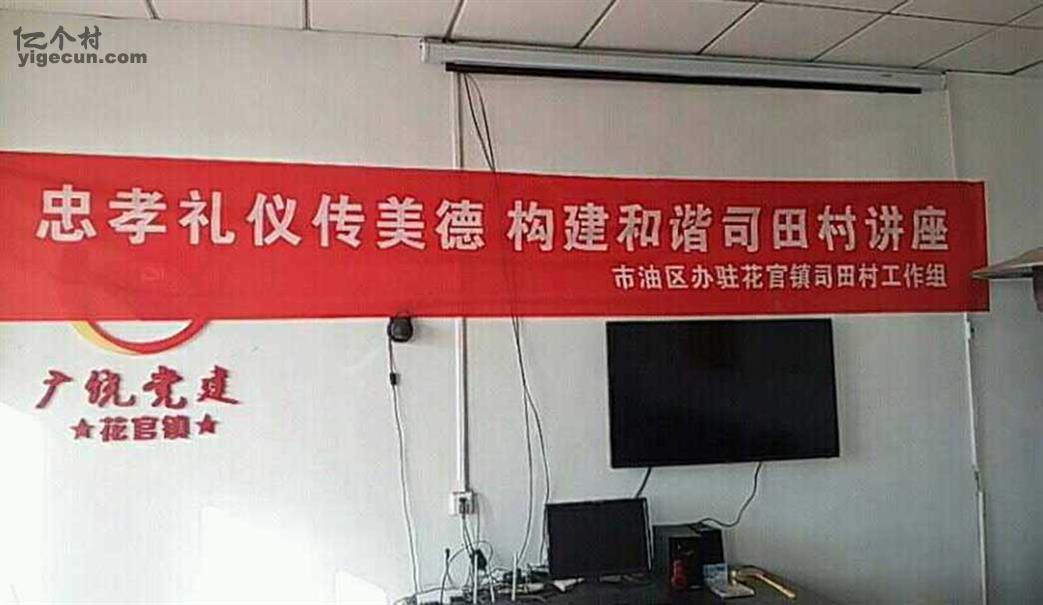 亿个村
yigecun.com
忠孝礼仪传美德 构建和谐司田村讲座
市油区办驻花官镇司田村工作组
广饶党建
★花官镇★